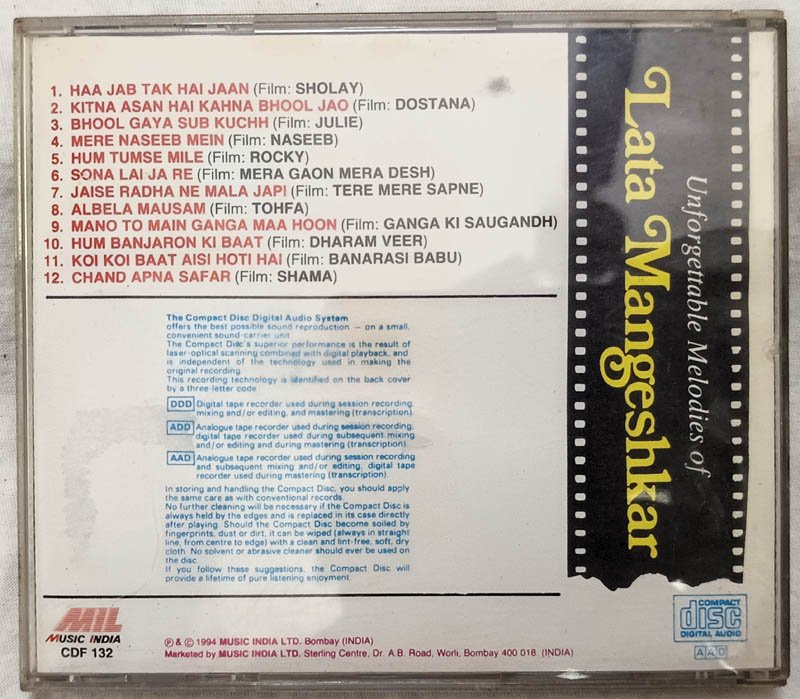 1. HAA JAB TAK HAI JAAN (Film: SHOLAY)
2. KITNA ASAN HAI KAHNA BHOOL JAO (Film: DOSTANA)
3. BHOOL GAYA SUB KUCHH (Film: JULIE)
4. MERE NASEEB MEIN (Film: NASEEB)
5. HUM TUMSE MILE (Film: ROCKY)
6. SONA LAI JA RE (Film: MERA GAON MERA DESH)
7. JAISE RADHA NE MALA JAPI (Film: TERE MERE SAPNE)
8. ALBELA MAUSAM (Film: TOHFA)
9. MANO TO MAIN GANGA MAA HOON (Film: GANGA KI SAUGANDH)
10. HUM BANJARON KI BAAT (Film: DHARAM VEER)
11. KOI KOI BAAT AISI HOTI HAI (Film: BANARASI BABU)
12. CHAND APNA SAFAR (Film: SHAMA)
Unforgettable Melodies of
Lata Mangeshkar
The Compact Disc Digital Audio System
offers the best possible sound reproduction — on a small,
convenient sound-carrier unit
The Compact Disc's superior performance is the result of
laser-optical scanning combined with digital playback, and
is independent of the technology used in making the
original recording
This recording technology is identified on the back cover
by a three-letter code
DDD Digital tape recorder used during session recording,
mixing and/or editing, and mastering (transcription).
ADD Analogue tape recorder used during session recording,
digital tape recorder used during subsequent mixing
and/or editing and during mastering (transcription)
AAD Analogue tape recorder used during session recording
and subsequent mixing and/or editing, digital tape
recorder used during mastering (transcription)
In storing and handling the Compact Disc, you should apply
the same care as with conventional records.
No further cleaning will be necessary if the Compact Disc is
always held by the edges and is replaced in its case directly
after playing. Should the Compact Disc become soiled by
fingerprints, dust or dirt, it can be wiped (always in straight
line, from centre to edge) with a clean and lint-free, soft, dry
cloth. No solvent or abrasive cleaner should ever be used on
the disc.
If you follow these suggestions, the Compact Disc will
provide a lifetime of pure listening enjoyment.
MIL
MUSIC INDIA
CDF 132
℗ & © 1994 MUSIC INDIA LTD. Bombay (INDIA)
Marketed by MUSIC INDIA LTD. Sterling Centre, Dr. A.B. Road, Worli, Bombay 400 018. (INDIA)
COMPACT
disc
DIGITAL AUDIO
AAD